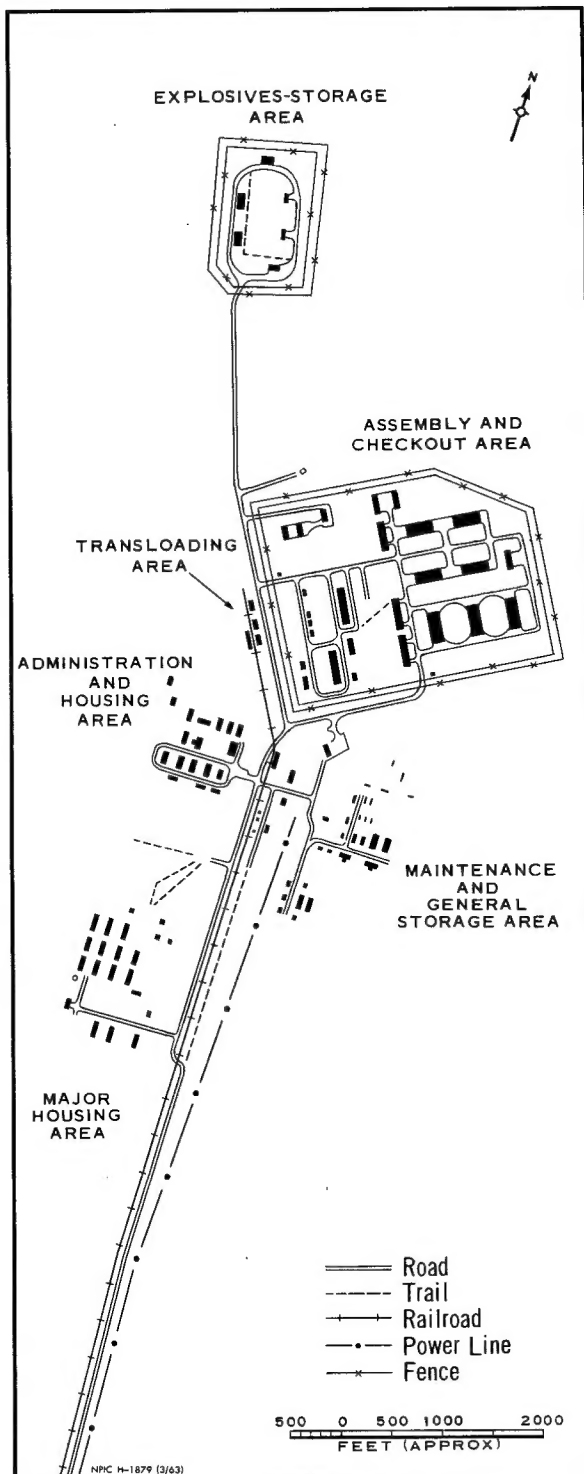 N
EXPLOSIVES-STORAGE
AREA
ASSEMBLY AND
CHECKOUT AREA
TRANSLOADING
AREA
ADMINISTRATION
AND
HOUSING
AREA
MAINTENANCE
AND
GENERAL
STORAGE AREA
MAJOR
HOUSING
AREA
Road
Trail
Railroad
Power Line
Fence
500 0 500 1000 2000
FEET (APPROX)
NPIC H-1879 (3/63)